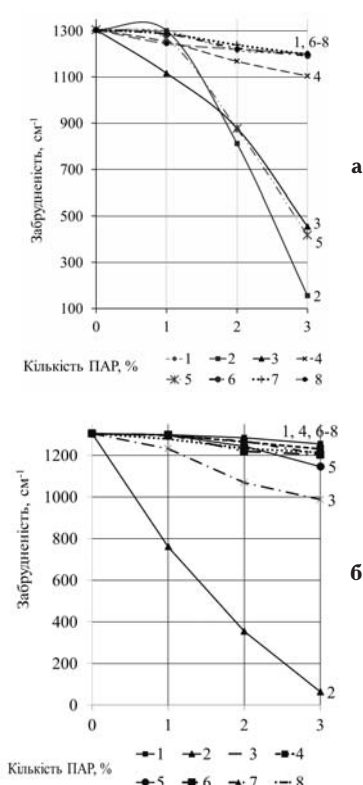 1300
1100
900
700
500
300
100
Забрудненість, см⁻¹
1, 6-8
4
3
5
2
а
0 1 2 3
Кількість ПАР, %
1 2 3 4
5 6 7 8
1200
1000
800
600
400
200
0
Забрудненість, см⁻¹
1, 4, 6-8
5
3
2
б
0 1 2 3
Кількість ПАР, %
1 2 3 4
5 6 7 8